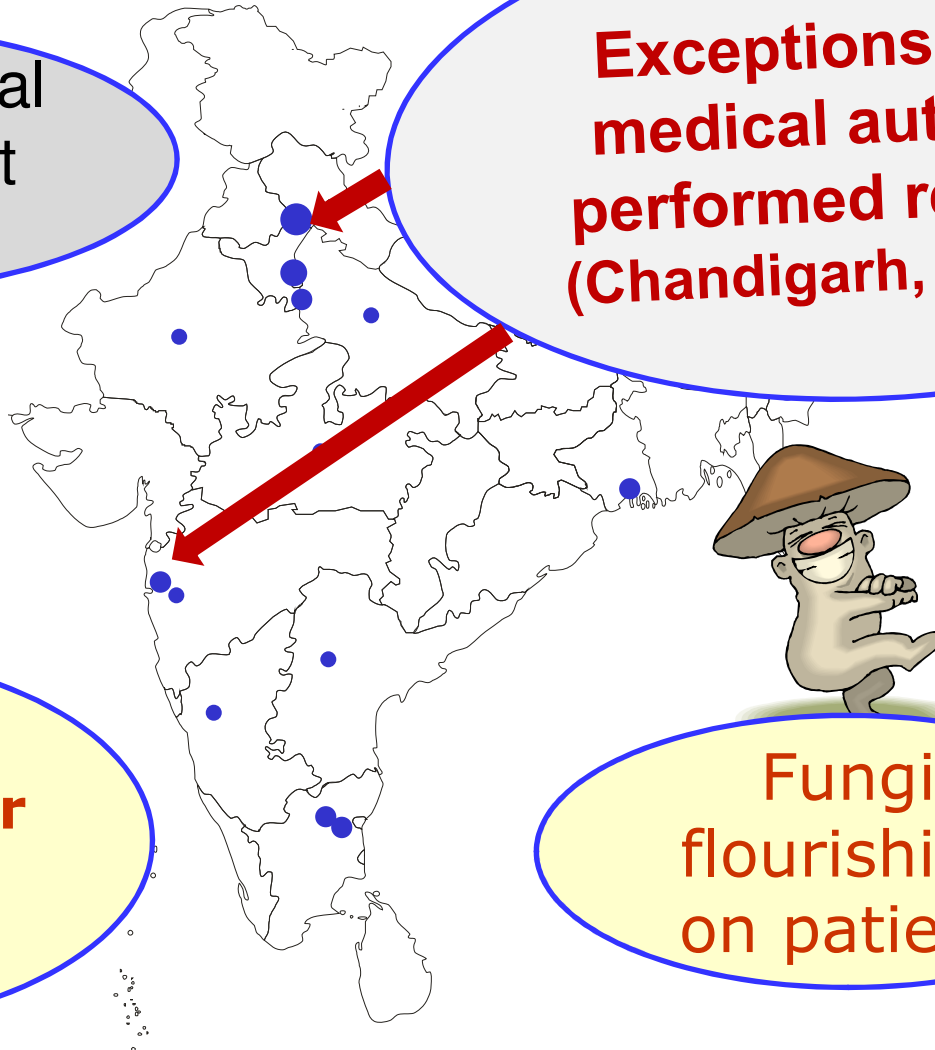 al
t
Exceptions
medical aut
performed r
(Chandigarh,
r
Fungi
flourishi
on patie